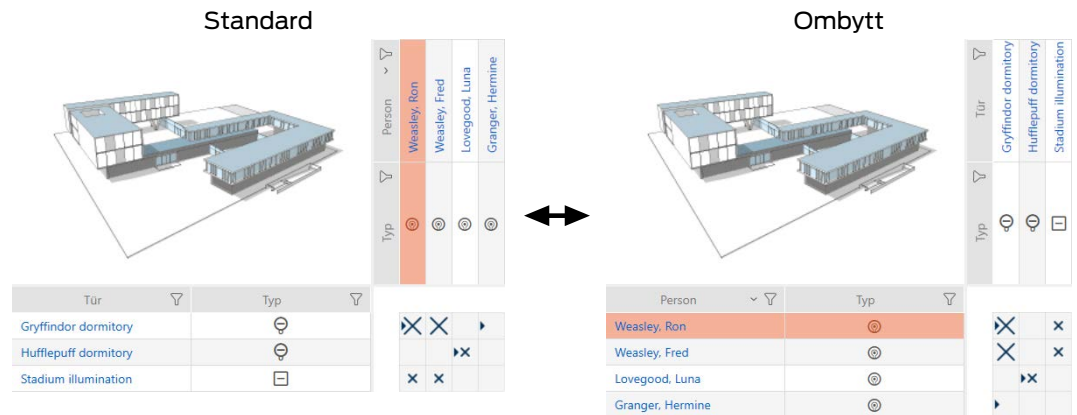 Standard
Person
Weasley, Ron
Weasley, Fred
Lovegood, Luna
Granger, Hermine
Typ
Tür
Typ
Gryffindor dormitory
Hufflepuff dormitory
Stadium illumination
Ombytt
Tür
Gryffindor dormitory
Hufflepuff dormitory
Stadium illumination
Typ
Person
Typ
Weasley, Ron
Weasley, Fred
Lovegood, Luna
Granger, Hermine